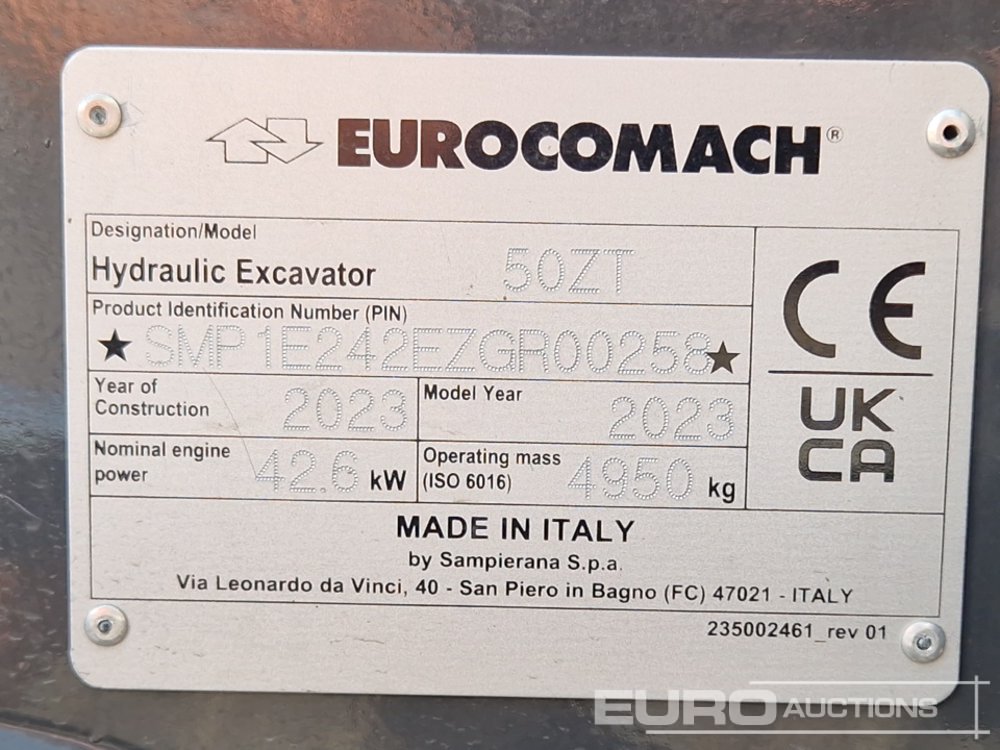 EUROCOMACH®
Designation/Model
Hydraulic Excavator 50ZT
Product Identification Number (PIN)
★ SMP1E242EZGR00258 ★
Year of Construction 2023
Model Year 2023
Nominal engine power 42.6 kW
Operating mass (ISO 6016) 4950 kg
CE
UK
CA
MADE IN ITALY
by Sampierana S.p.a.
Via Leonardo da Vinci, 40 - San Piero in Bagno (FC) 47021 - ITALY
235002461_rev 01
EURO AUCTIONS